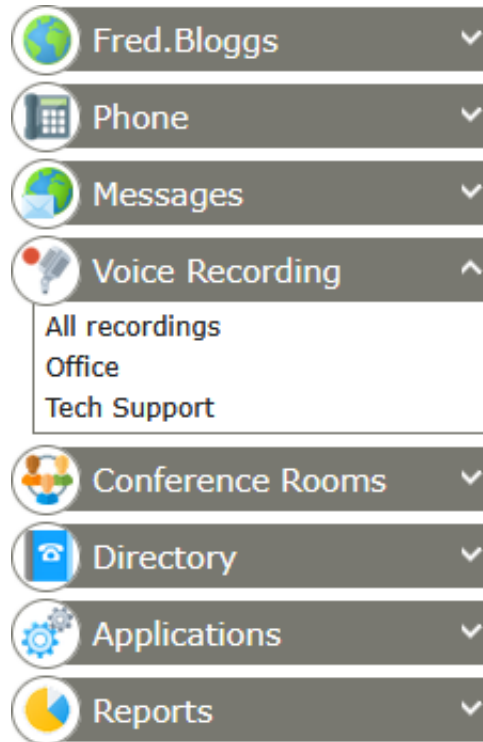 Fred.Bloggs
Phone
Messages
Voice Recording
All recordings
Office
Tech Support
Conference Rooms
Directory
Applications
Reports